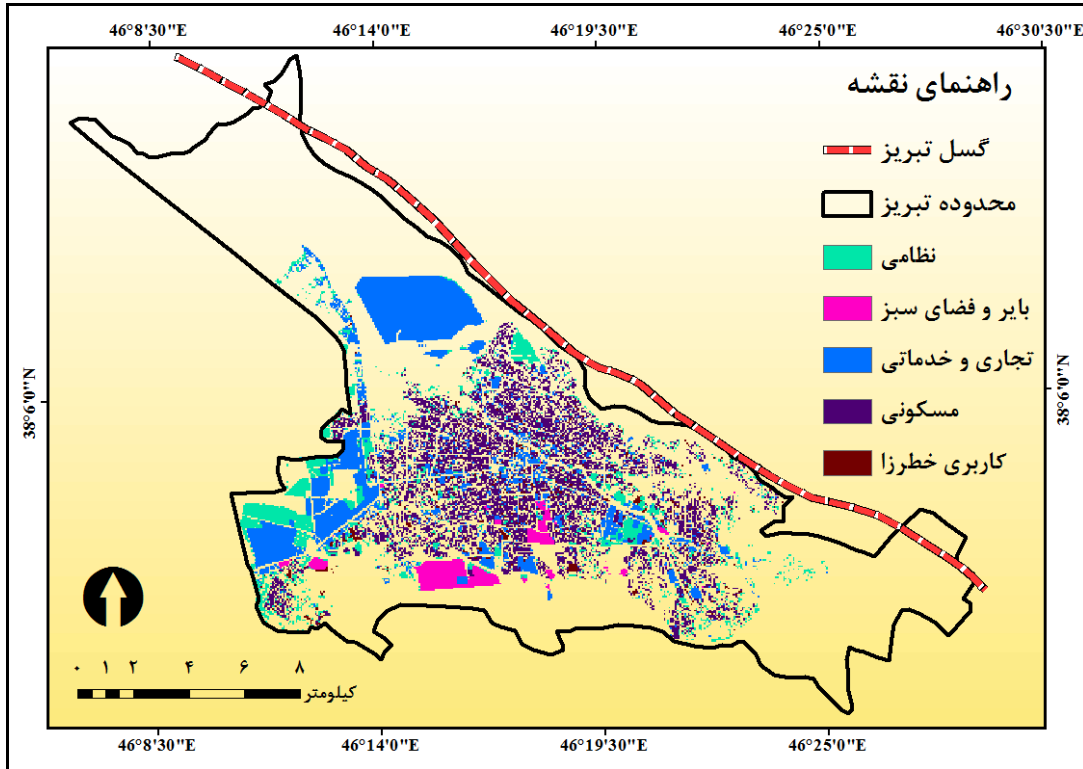 46°8'30"E 46°14'0"E 46°19'30"E 46°25'0"E 46°30'30"E
راهنمای نقشه
گسل تبریز
محدوده تبریز
نظامی
بایر و فضای سبز
تجاری و خدماتی
مسکونی
کاربری خطرزا
38°6'0"N
38°6'0"N
۰ ۱ ۲ ۴ ۶ ۸
کیلومتر
46°8'30"E 46°14'0"E 46°19'30"E 46°25'0"E